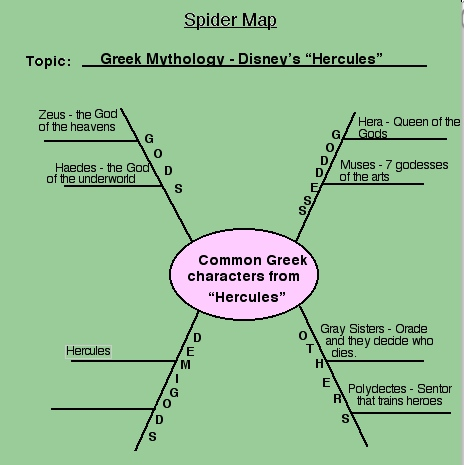 Spider Map
Topic: Greek Mythology - Disney's "Hercules"
Zeus - the God
of the heavens
Haedes - the God
of the underworld
GODS
Hera - Queen of the
Gods
Muses - 7 godesses
of the arts
GODDESS
Common Greek
characters from
"Hercules"
Hercules
DEMIGODS
Gray Sisters - Orade
and they decide who
dies.
Polydectes - Sentor
that trains heroes
OTHERS